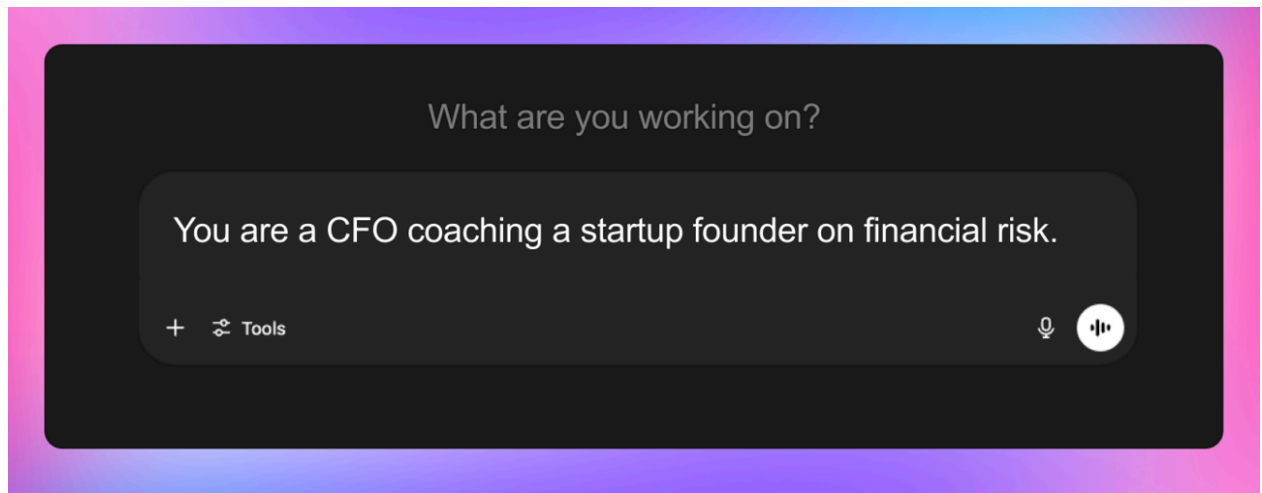 What are you working on?
You are a CFO coaching a startup founder on financial risk.
Tools